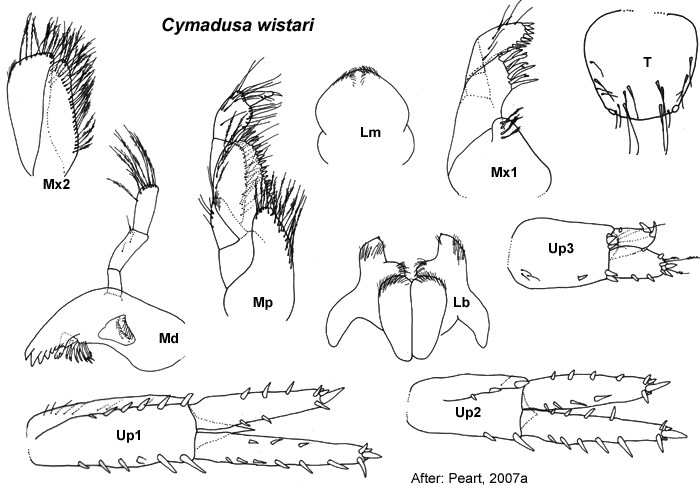 Cymadusa wistari
T
Lm
Mx1
Mx2
Up3
Mp
Lb
Md
Up1
Up2
After: Peart, 2007a